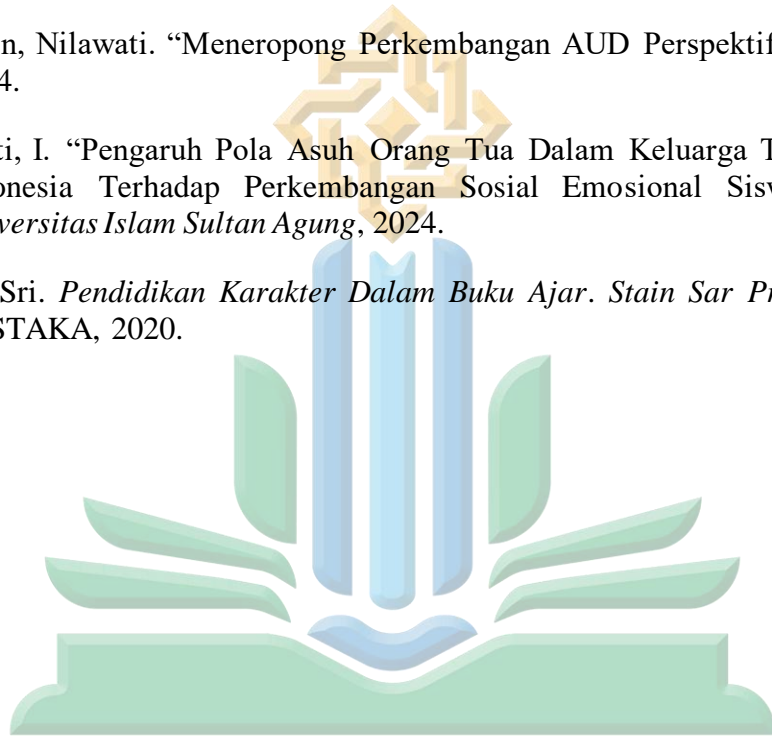 n, Nilawati. “Meneropong Perkembangan AUD Perspektif
4.
ti, I. “Pengaruh Pola Asuh Orang Tua Dalam Keluarga T
onesia Terhadap Perkembangan Sosial Emosional Sisw
versitas Islam Sultan Agung, 2024.
Sri. Pendidikan Karakter Dalam Buku Ajar. Stain Sar Pr
STAKA, 2020.